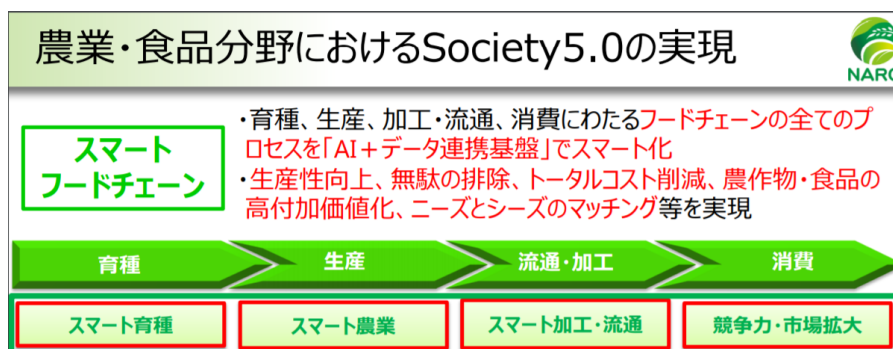 農業・食品分野におけるSociety5.0の実現
NARO
スマート
フードチェーン
・育種、生産、加工・流通、消費にわたるフードチェーンの全てのプ
ロセスを「AI+データ連携基盤」でスマート化
・生産性向上、無駄の排除、トータルコスト削減、農作物・食品の
高付加価値化、ニーズとシーズのマッチング等を実現
育種
生産
流通・加工
消費
スマート育種
スマート農業
スマート加工・流通
競争力・市場拡大